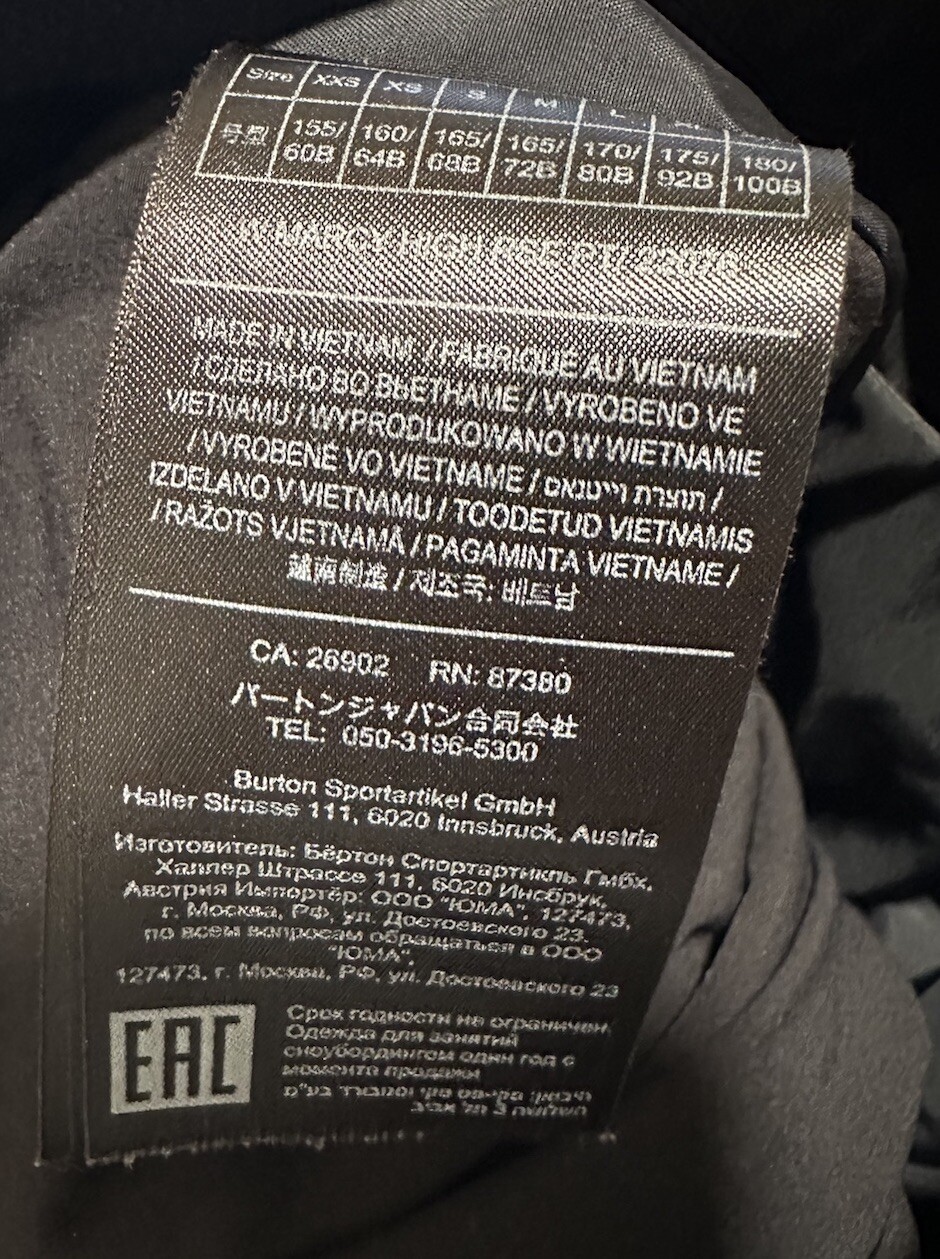 Size XXS XS S M L
号型 155/60B 160/64B 165/68B 165/72B 170/80B 175/92B 180/100B
W MARCY HIGH RSE PT/
MADE IN VIETNAM / FABRIQUE AU VIETNAM
/ СДЕЛАНО ВО ВЬЕТНАМЕ / VYROBENO VE
VIETNAMU / WYPRODUKOWANO W WIETNAMIE
/ VYROBENÉ VO VIETNAME / תוצרת וייטנאם /
IZDELANO V VIETNAMU / TOODETUD VIETNAMIS
/ RAŽOTS VJETNAMĀ / PAGAMINTA VIETNAME /
越南制造 / 제조국: 베트남
CA: 26902 RN: 87380
バートンジャパン合同会社
TEL: 050-3196-5300
Burton Sportartikel GmbH
Haller Strasse 111, 6020 Innsbruck, Austria
Изготовитель: Бёртон Спортартикль Гмбх,
Халлер Штрассе 111, 6020 Инсбрук,
Австрия Импортёр: ООО "ЮМА", 127473,
г. Москва, РФ, ул. Достоевского 23,
по всем вопросам обращаться в ООО
"ЮМА",
127473, г. Москва, РФ, ул. Достоевского 23
EAC
Срок годности не ограничен.
Одежда для занятий
сноубордингом один год с
момента продажи